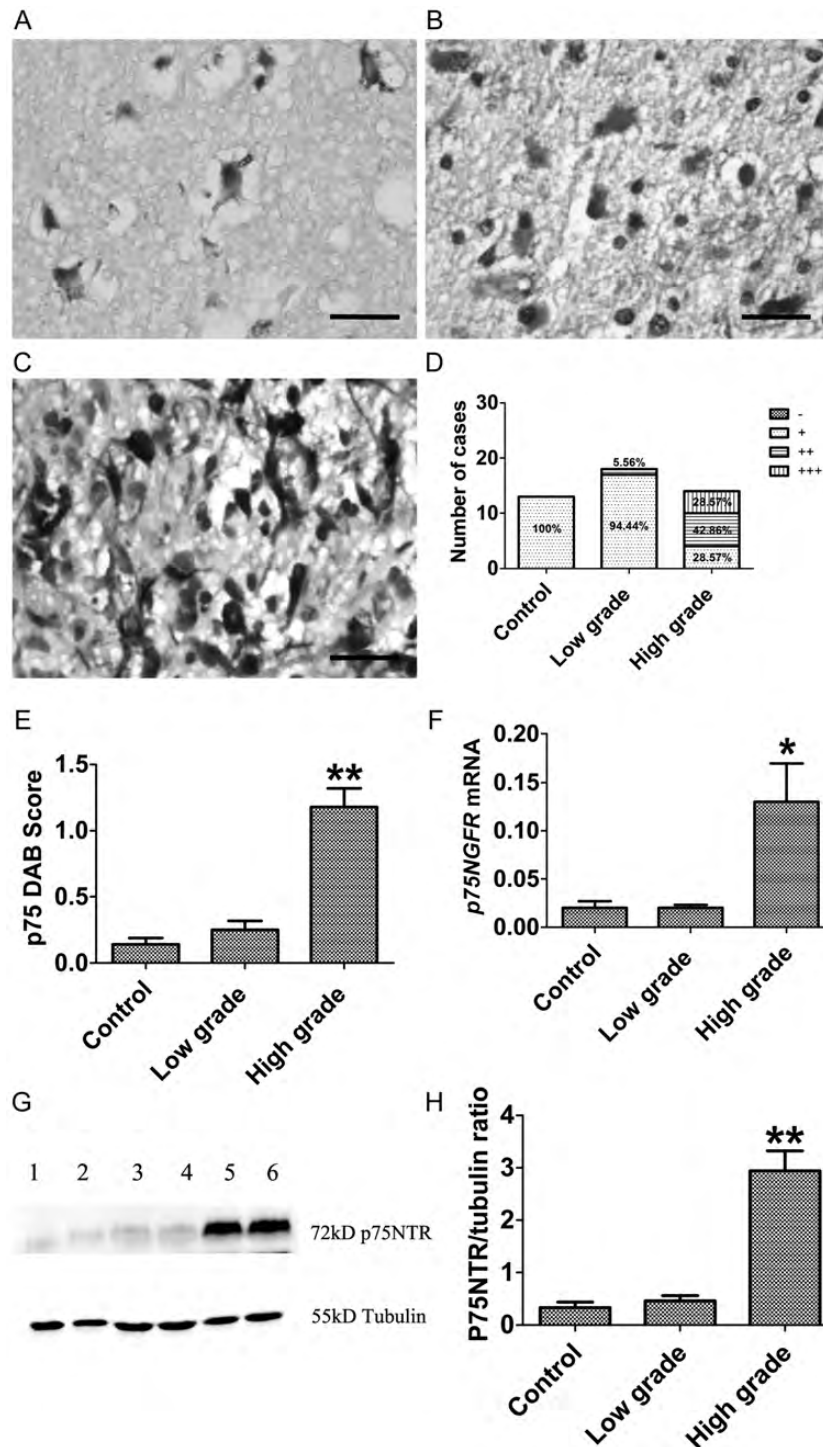 A
B
C
D
Number of cases
30
20
10
0
100%
5.56%
94.44%
28.57%
42.86%
28.57%
-
+
++
+++
Control
Low grade
High grade
E
p75 DAB Score
1.5
1.0
0.5
0.0
**
Control
Low grade
High grade
F
p75NGFR mRNA
0.20
0.15
0.10
0.05
0.00
*
Control
Low grade
High grade
G
1 2 3 4 5 6
72kD p75NTR
55kD Tubulin
H
P75NTR/tubulin ratio
4
3
2
1
0
**
Control
Low grade
High grade